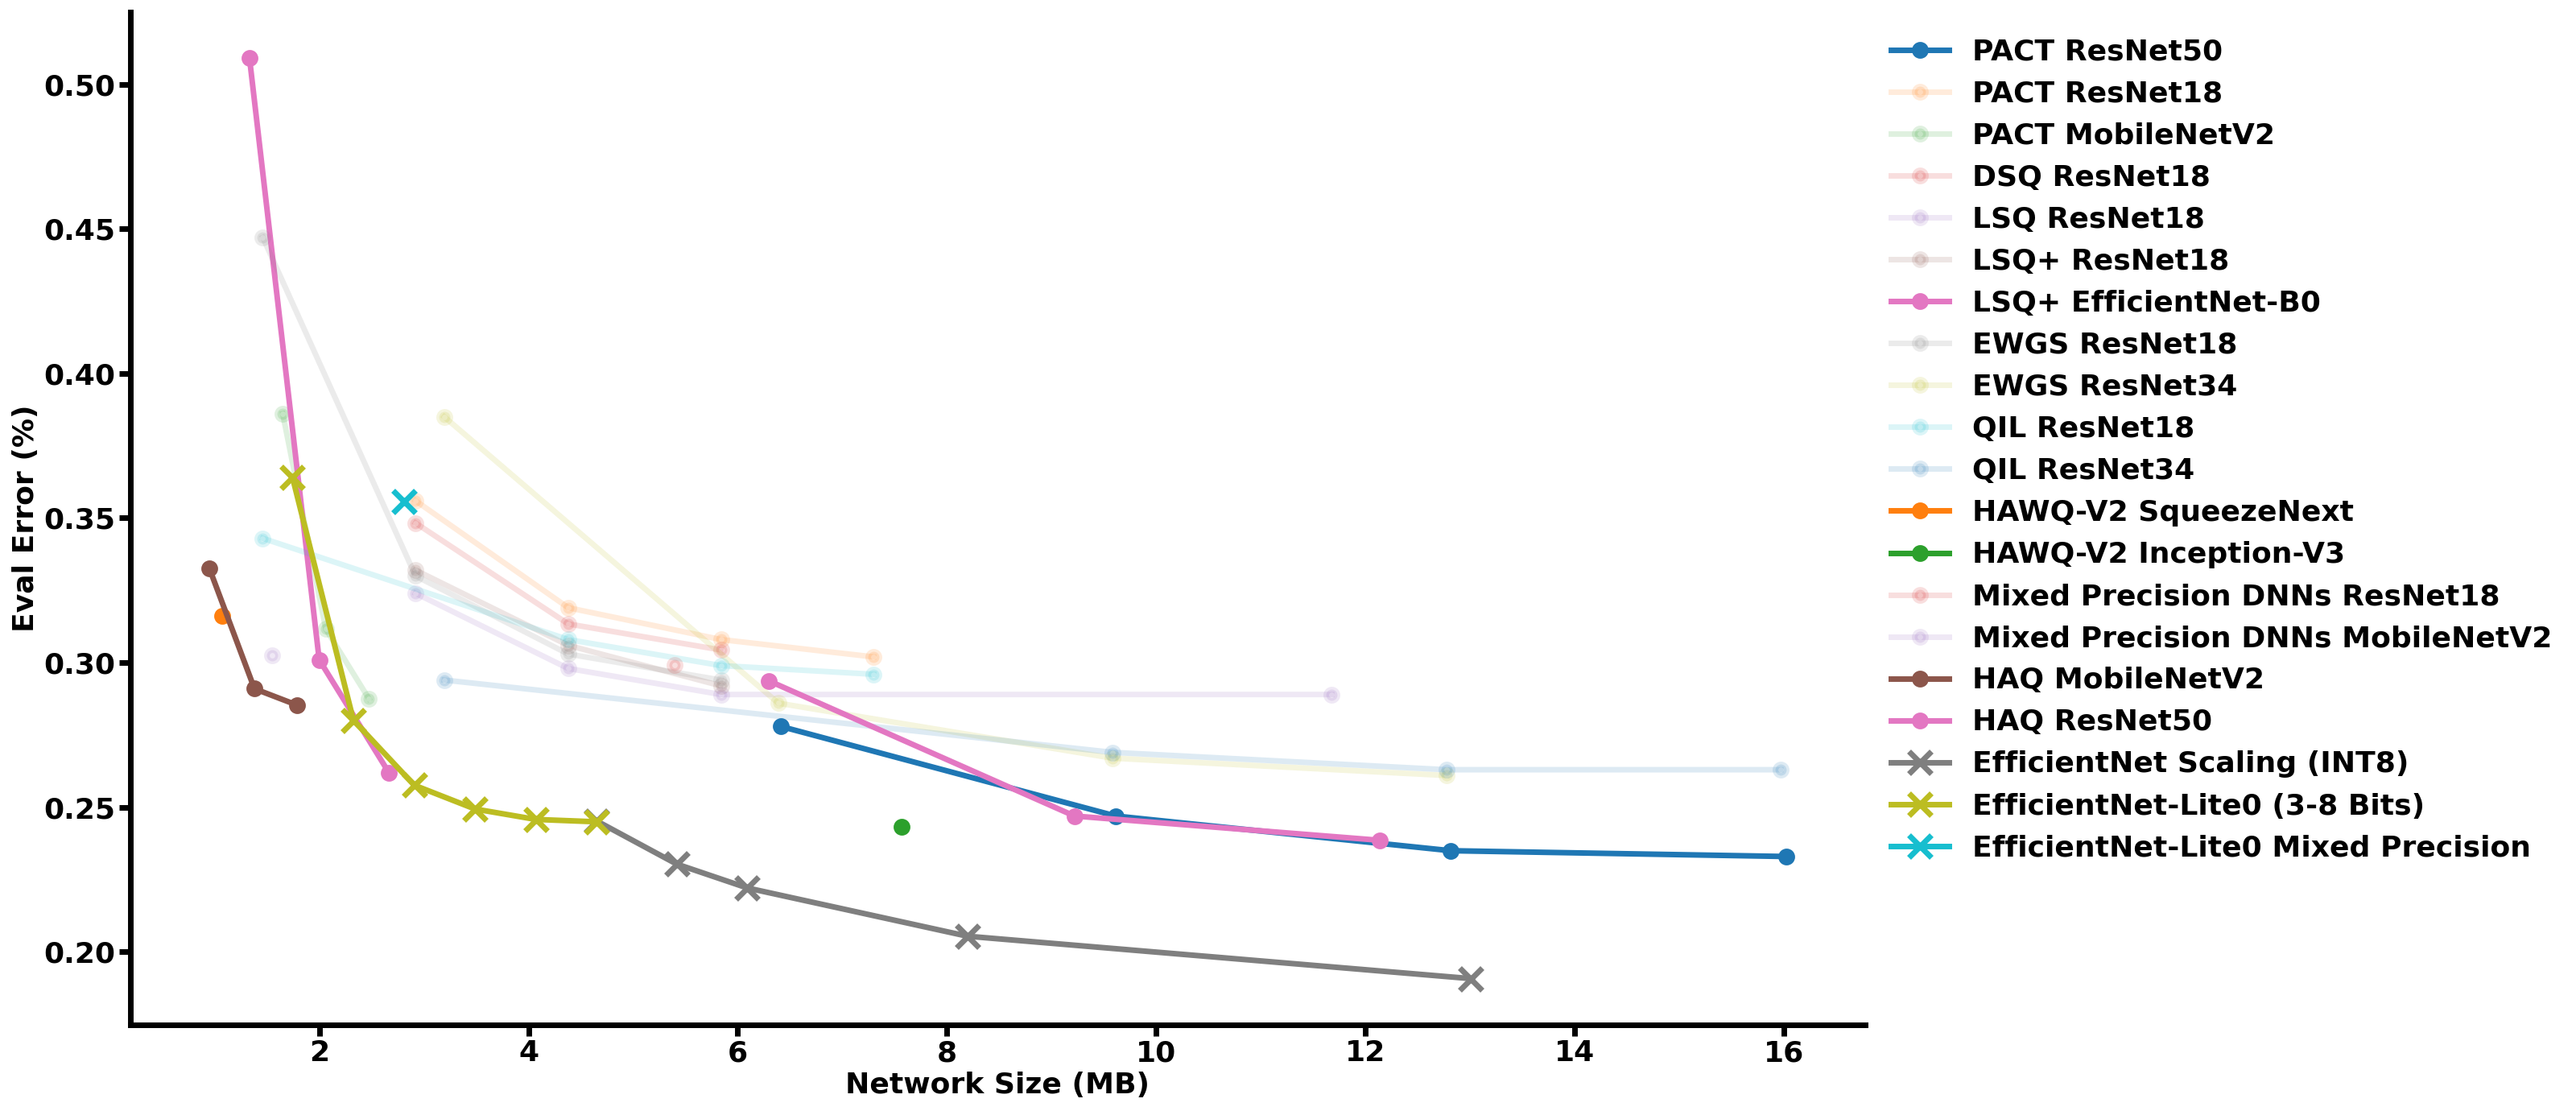 0.50
0.45
0.40
0.35
0.30
0.25
0.20
Eval Error (%)
2 4 6 8 10 12 14 16
Network Size (MB)
PACT ResNet50
PACT ResNet18
PACT MobileNetV2
DSQ ResNet18
LSQ ResNet18
LSQ+ ResNet18
LSQ+ EfficientNet-B0
EWGS ResNet18
EWGS ResNet34
QIL ResNet18
QIL ResNet34
HAWQ-V2 SqueezeNext
HAWQ-V2 Inception-V3
Mixed Precision DNNs ResNet18
Mixed Precision DNNs MobileNetV2
HAQ MobileNetV2
HAQ ResNet50
EfficientNet Scaling (INT8)
EfficientNet-Lite0 (3-8 Bits)
EfficientNet-Lite0 Mixed Precision